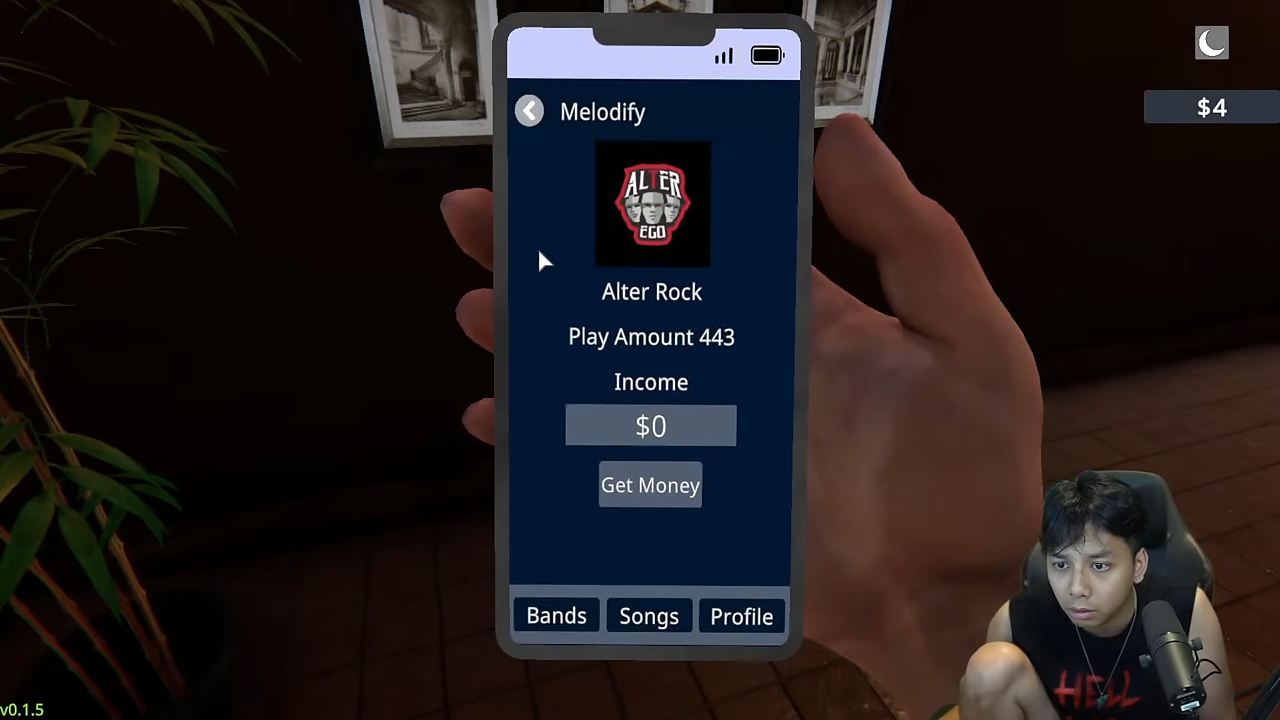 $4
Melodify
ALTER
EGO
Alter Rock
Play Amount 443
Income
$0
Get Money
Bands
Songs
Profile
HELL
v0.1.5